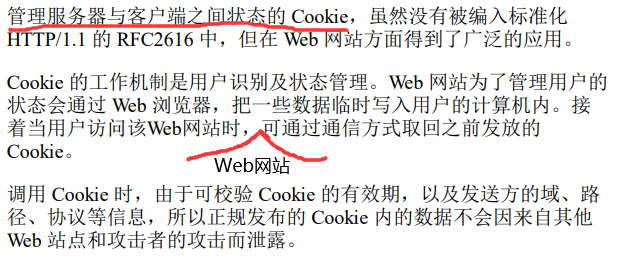 管理服务器与客户端之间状态的 Cookie，虽然没有被编入标准化
HTTP/1.1 的 RFC2616 中，但在 Web 网站方面得到了广泛的应用。
Cookie 的工作机制是用户识别及状态管理。Web 网站为了管理用户的
状态会通过 Web 浏览器，把一些数据临时写入用户的计算机内。接
着当用户访问该Web网站时，可通过通信方式取回之前发放的
Cookie。
Web网站
调用 Cookie 时，由于可校验 Cookie 的有效期，以及发送方的域、路
径、协议等信息，所以正规发布的 Cookie 内的数据不会因来自其他
Web 站点和攻击者的攻击而泄露。